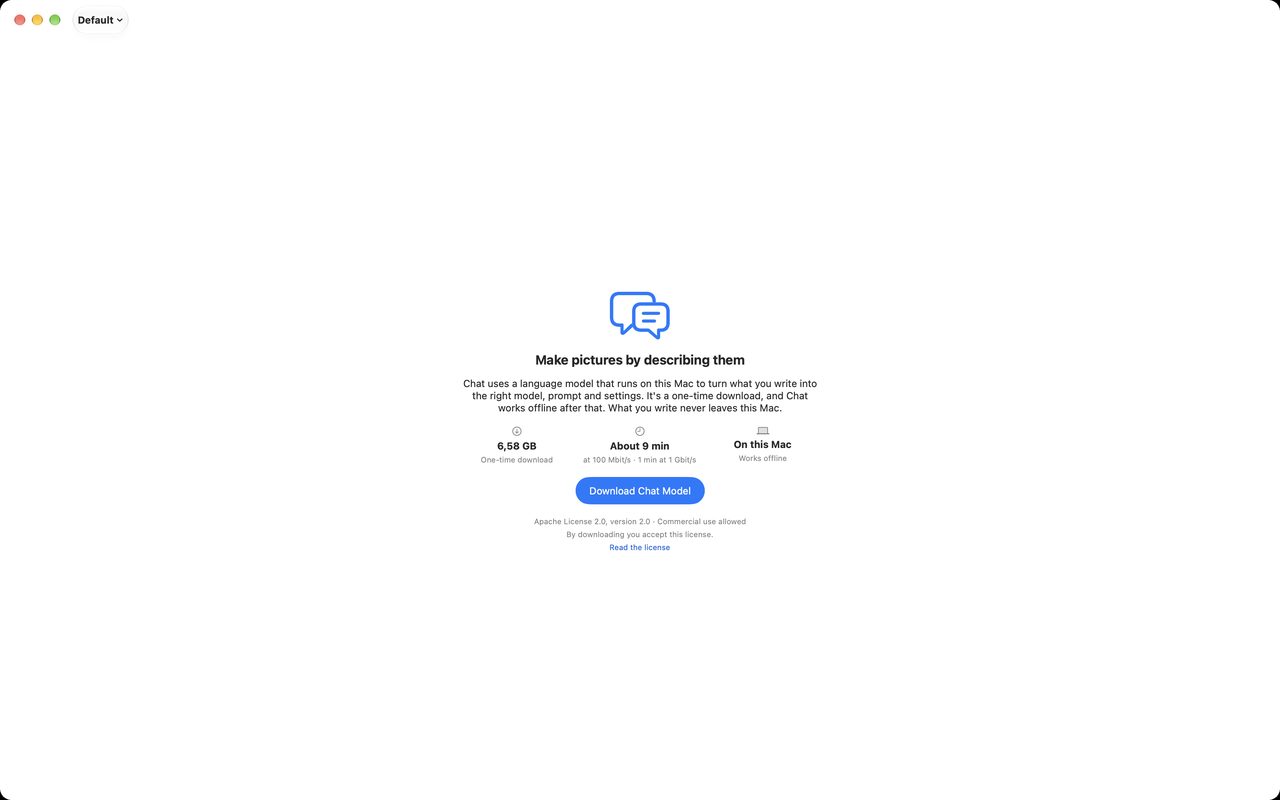 Default
Make pictures by describing them
Chat uses a language model that runs on this Mac to turn what you write into
the right model, prompt and settings. It's a one-time download, and Chat
works offline after that. What you write never leaves this Mac.
6,58 GB
One-time download
About 9 min
at 100 Mbit/s · 1 min at 1 Gbit/s
On this Mac
Works offline
Download Chat Model
Apache License 2.0, version 2.0 · Commercial use allowed
By downloading you accept this license.
Read the license